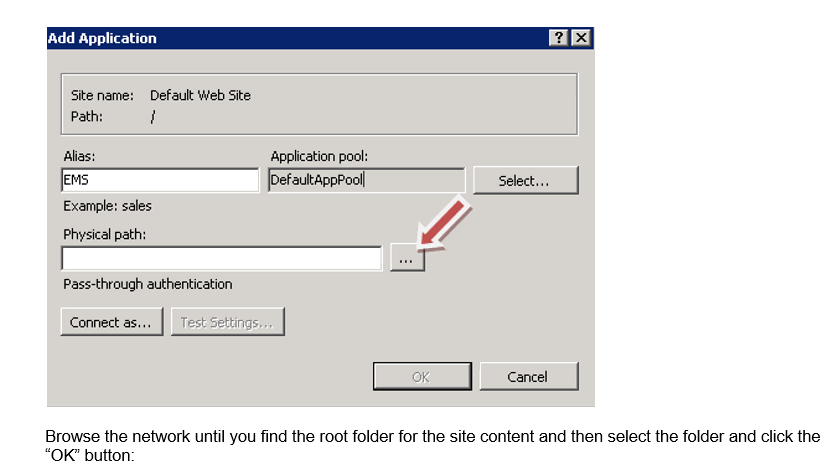 Add Application
Site name: Default Web Site
Path: /
Alias: Application pool:
EMS DefaultAppPool Select...
Example: sales
Physical path:
...
Pass-through authentication
Connect as... Test Settings...
OK Cancel
Browse the network until you find the root folder for the site content and then select the folder and click the
“OK” button: